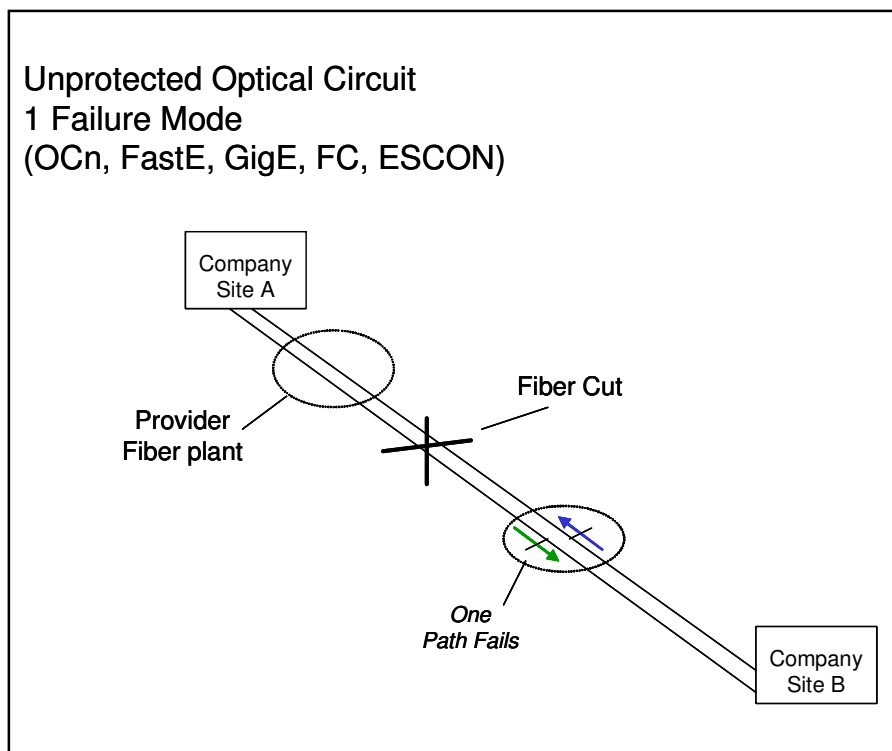 Unprotected Optical Circuit
1 Failure Mode
(OCn, FastE, GigE, FC, ESCON)
Company
Site A
Fiber Cut
Provider
Fiber plant
One
Path Fails
Company
Site B